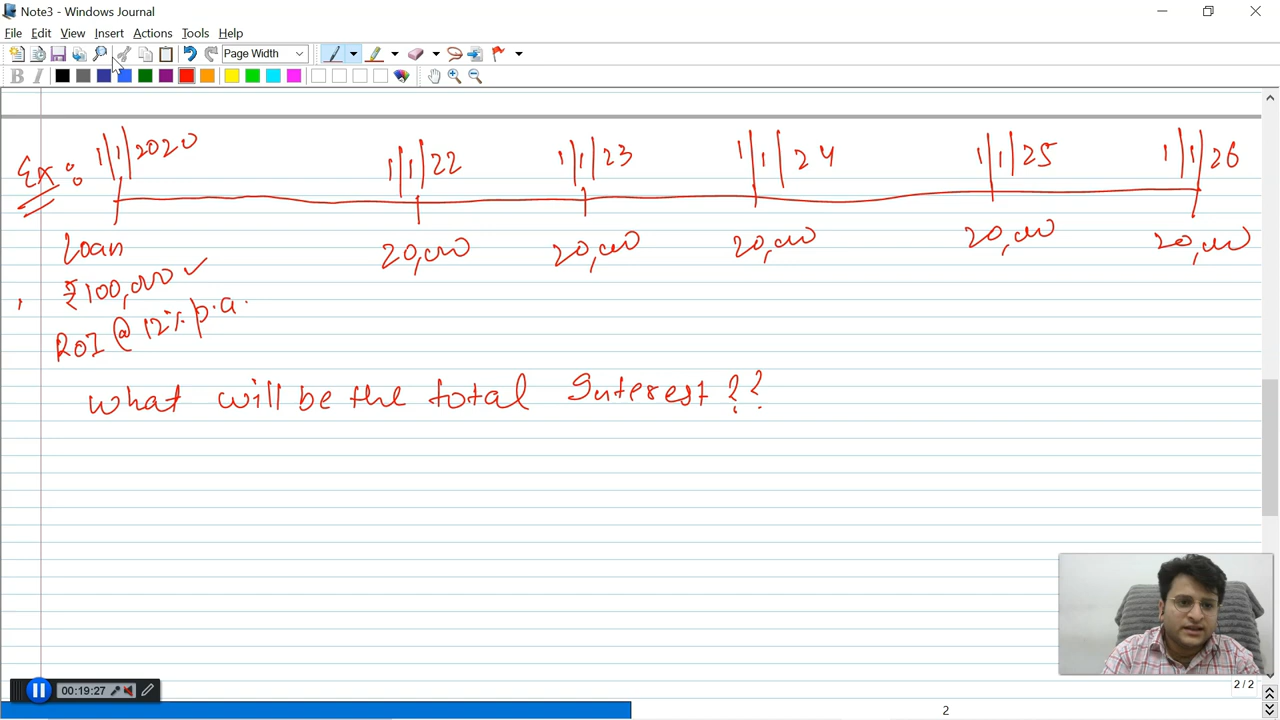 Note3 - Windows Journal
File Edit View Insert Actions Tools Help
Page Width
B I
Ex: 1/1/2020 1/1/22 1/1/23 1/1/24 1/1/25 1/1/26
Loan 20,000 20,000 20,000 20,000 20,000
₹100,000 ✓
RoI @ 12% p.a.
What will be the total Interest ??
00:19:27
2 / 2
2